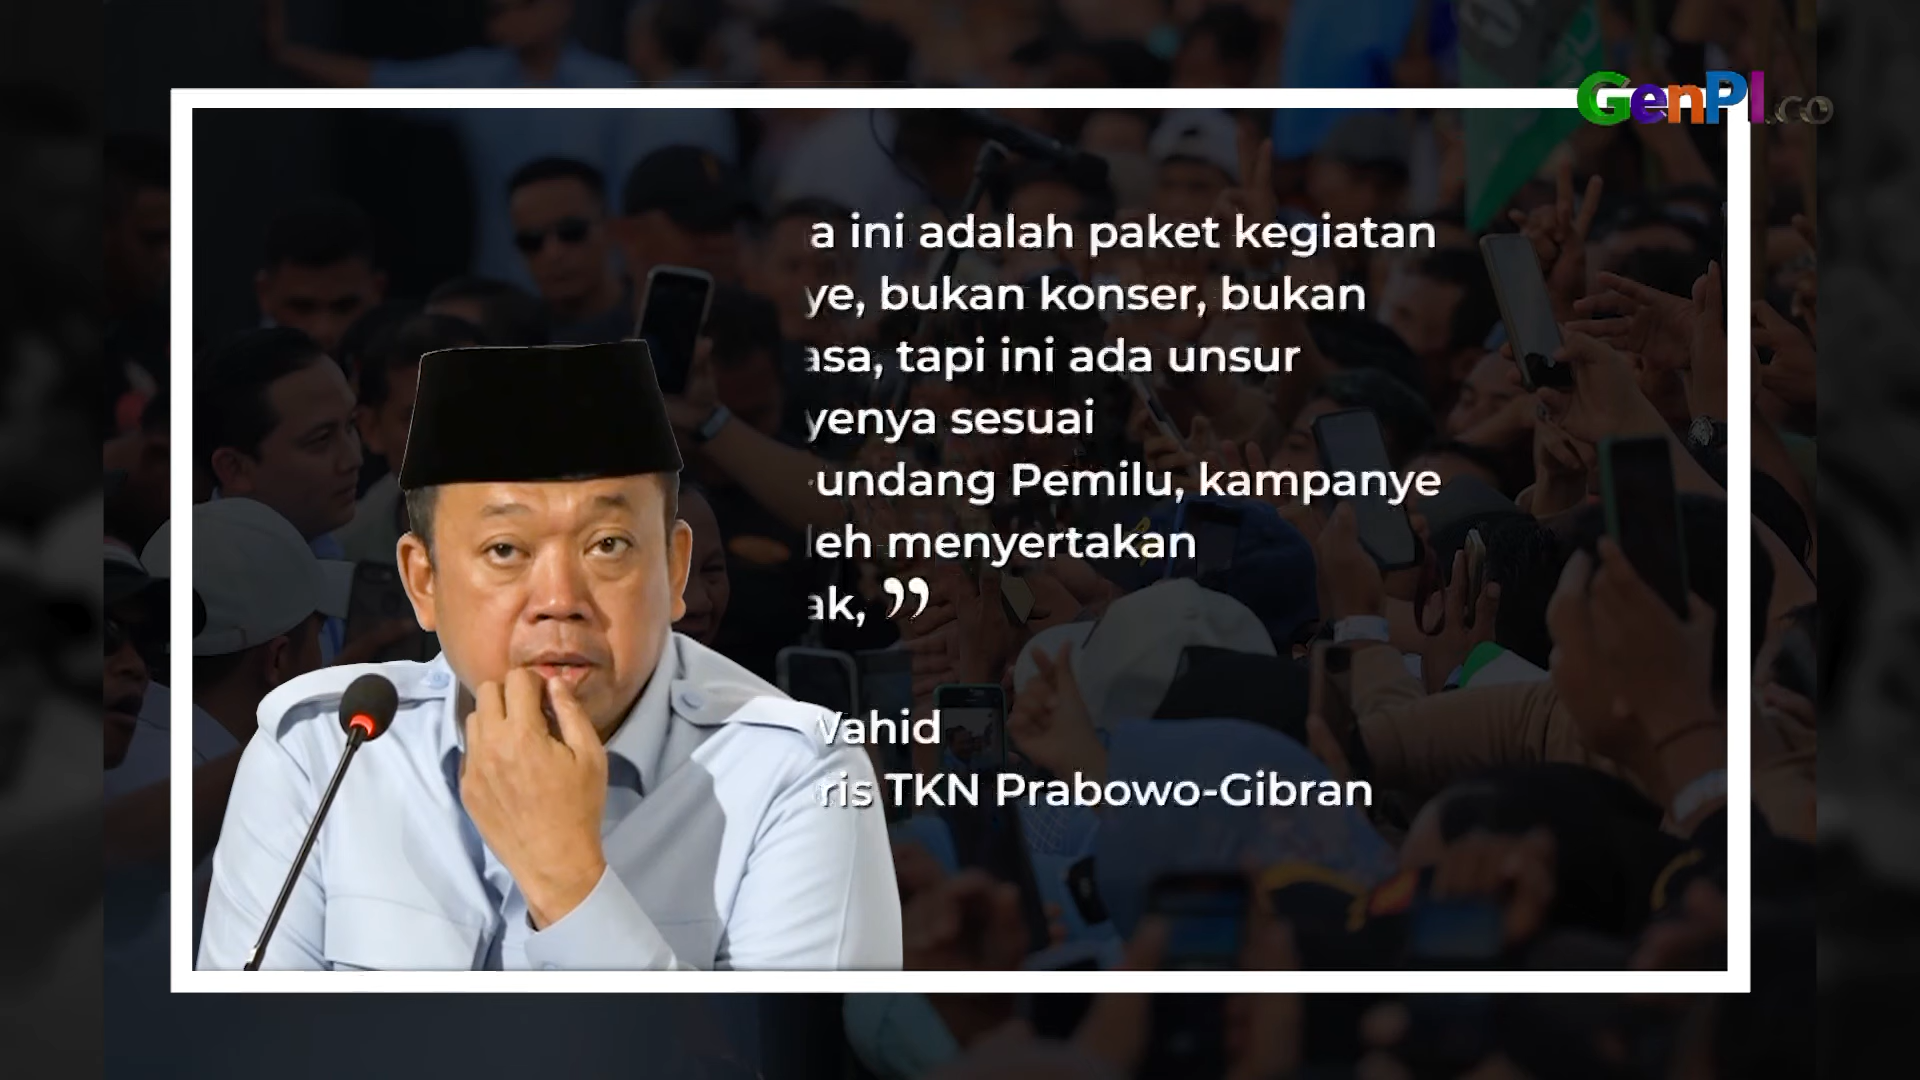 GenPI.co
a ini adalah paket kegiatan
ye, bukan konser, bukan
asa, tapi ini ada unsur
yenya sesuai
undang Pemilu, kampanye
leh menyertakan
ak, ”
Wahid
ris TKN Prabowo-Gibran